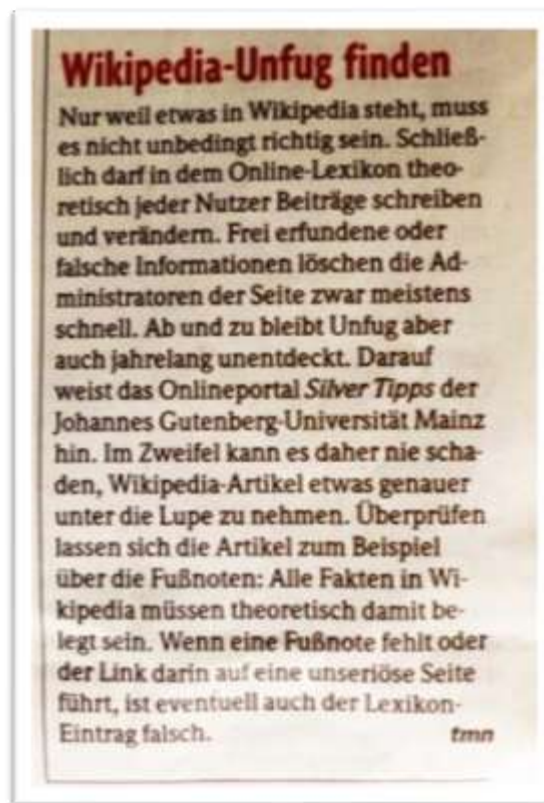 Wikipedia-Unfug finden
Nur weil etwas in Wikipedia steht, muss
es nicht unbedingt richtig sein. Schließ-
lich darf in dem Online-Lexikon theo-
retisch jeder Nutzer Beiträge schreiben
und verändern. Frei erfundene oder
falsche Informationen löschen die Ad-
ministratoren der Seite zwar meistens
schnell. Ab und zu bleibt Unfug aber
auch jahrelang unentdeckt. Darauf
weist das Onlineportal Silver Tipps der
Johannes Gutenberg-Universität Mainz
hin. Im Zweifel kann es daher nie scha-
den, Wikipedia-Artikel etwas genauer
unter die Lupe zu nehmen. Überprüfen
lassen sich die Artikel zum Beispiel
über die Fußnoten: Alle Fakten in Wi-
kipedia müssen theoretisch damit be-
legt sein. Wenn eine Fußnote fehlt oder
der Link darin auf eine unseriöse Seite
führt, ist eventuell auch der Lexikon-
Eintrag falsch. tmn